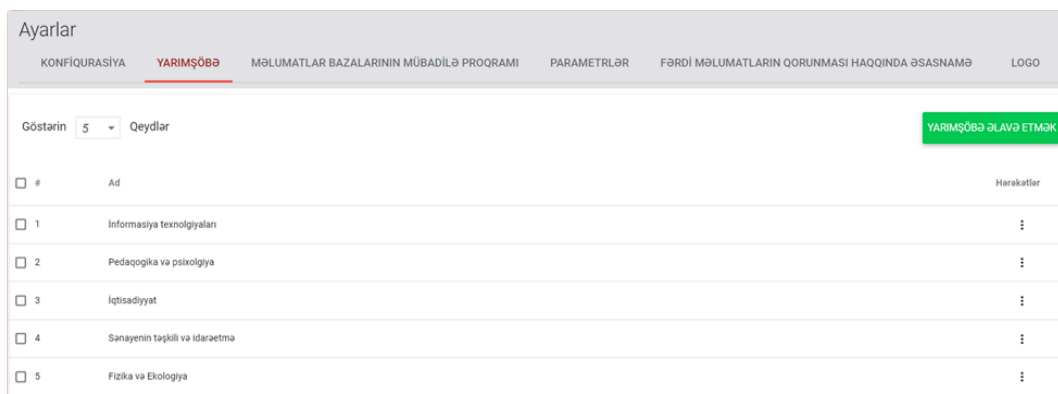 Ayarlar
KONFİQURASİYA YARIMŞÖBƏ MƏLUMATLAR BAZALARININ MÜBADİLƏ PROQRAMI PARAMETRLƏR FƏRDİ MƏLUMATLARIN QORUNMASI HAQQINDA ƏSASNAMƏ LOGO
Göstərin 5 Qeydlər YARIMŞÖBƏ ƏLAVƏ ETMƏK
# Ad Hərəkətlər
1 İnformasiya texnolgiyaları
2 Pedaqogika və psixolgiya
3 İqtisadiyyat
4 Sənayenin təşkili və idarəetmə
5 Fizika və Ekologiya